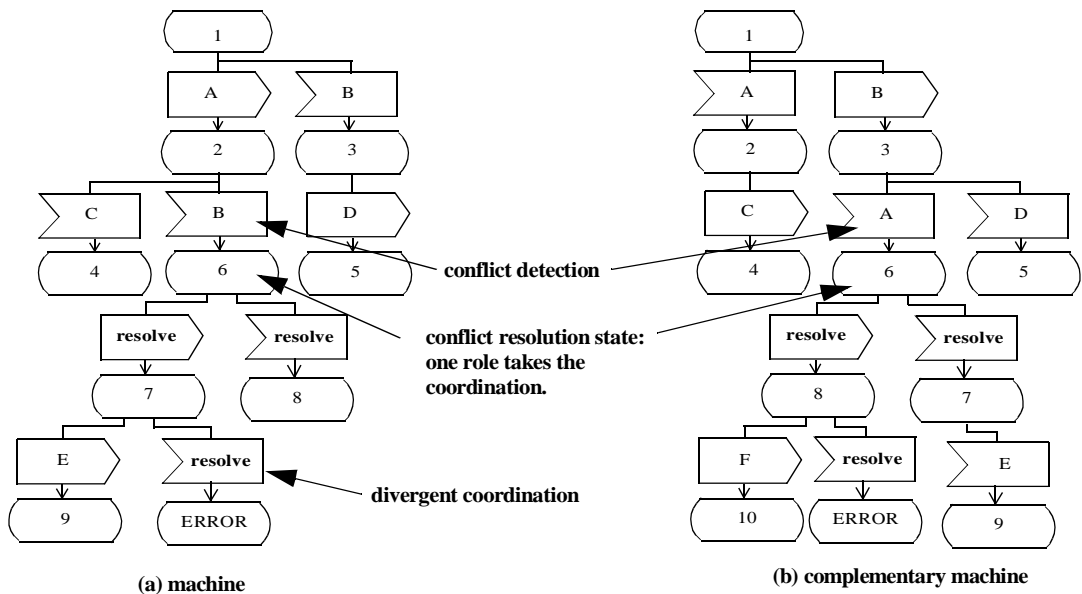 1
1
A
B
A
B
2
3
2
3
C
B
D
C
A
D
4
6
5
4
6
5
conflict detection
resolve
resolve
conflict resolution state:
one role takes the
coordination.
resolve
resolve
7
8
8
7
E
resolve
F
resolve
E
divergent coordination
9
ERROR
10
ERROR
9
(a) machine
(b) complementary machine